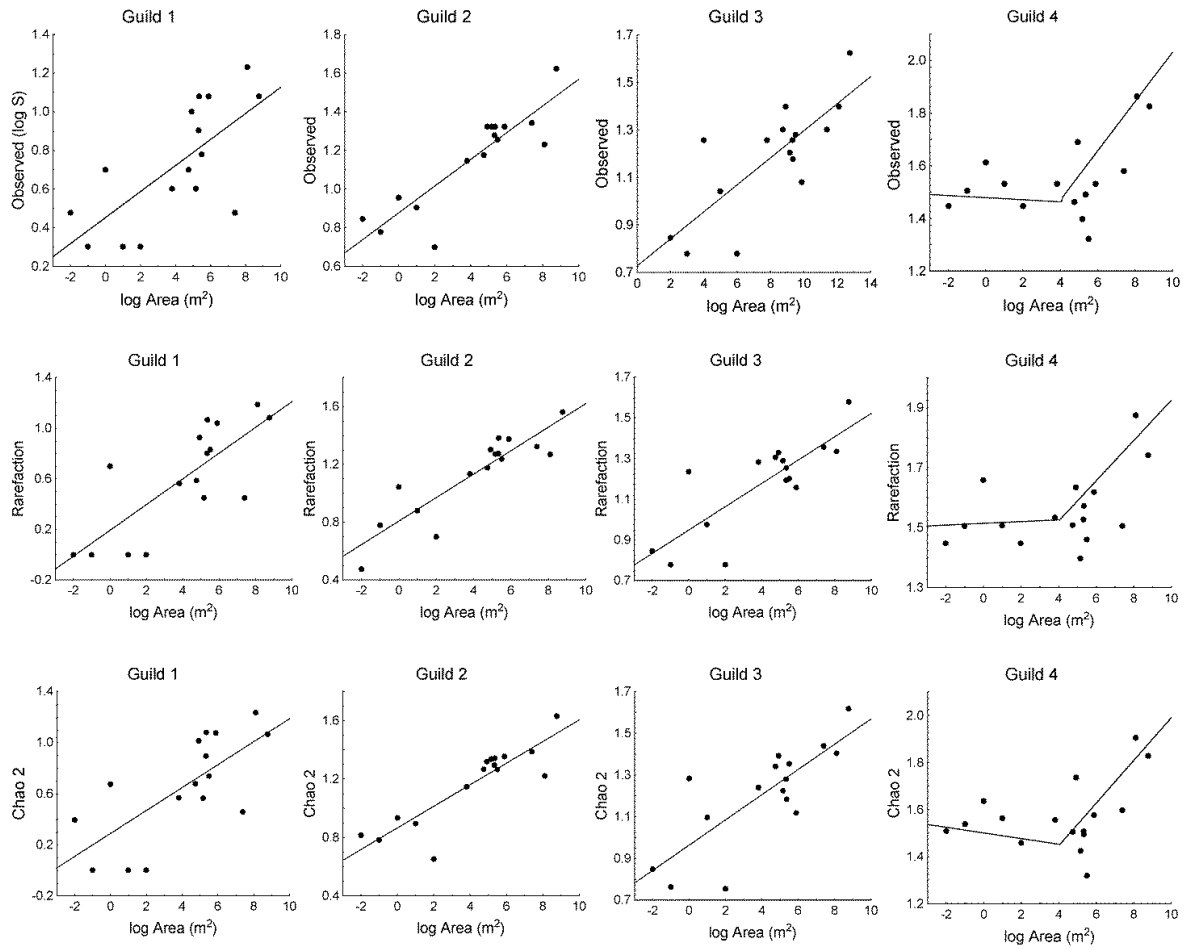 Guild 1
Guild 2
Guild 3
Guild 4
Observed (log S)
1.4
1.2
1.0
0.8
0.6
0.4
0.2
-2 0 2 4 6 8 10
log Area (m²)
Observed
1.8
1.6
1.4
1.2
1.0
0.8
0.6
-2 0 2 4 6 8 10
log Area (m²)
Observed
1.7
1.5
1.3
1.1
0.9
0.7
0 2 4 6 8 10 12 14
log Area (m²)
Observed
2.0
1.8
1.6
1.4
1.2
-2 0 2 4 6 8 10
log Area (m²)
Guild 1
Guild 2
Guild 3
Guild 4
Rarefaction
1.4
1.0
0.6
0.2
-0.2
-2 0 2 4 6 8 10
log Area (m²)
Rarefaction
1.6
1.2
0.8
0.4
-2 0 2 4 6 8 10
log Area (m²)
Rarefaction
1.7
1.5
1.3
1.1
0.9
0.7
-2 0 2 4 6 8 10
log Area (m²)
Rarefaction
1.9
1.7
1.5
1.3
-2 0 2 4 6 8 10
log Area (m²)
Guild 1
Guild 2
Guild 3
Guild 4
Chao 2
1.4
1.0
0.6
0.2
-0.2
-2 0 2 4 6 8 10
log Area (m²)
Chao 2
1.6
1.2
0.8
0.4
-2 0 2 4 6 8 10
log Area (m²)
Chao 2
1.7
1.5
1.3
1.1
0.9
0.7
-2 0 2 4 6 8 10
log Area (m²)
Chao 2
2.0
1.8
1.6
1.4
1.2
-2 0 2 4 6 8 10
log Area (m²)